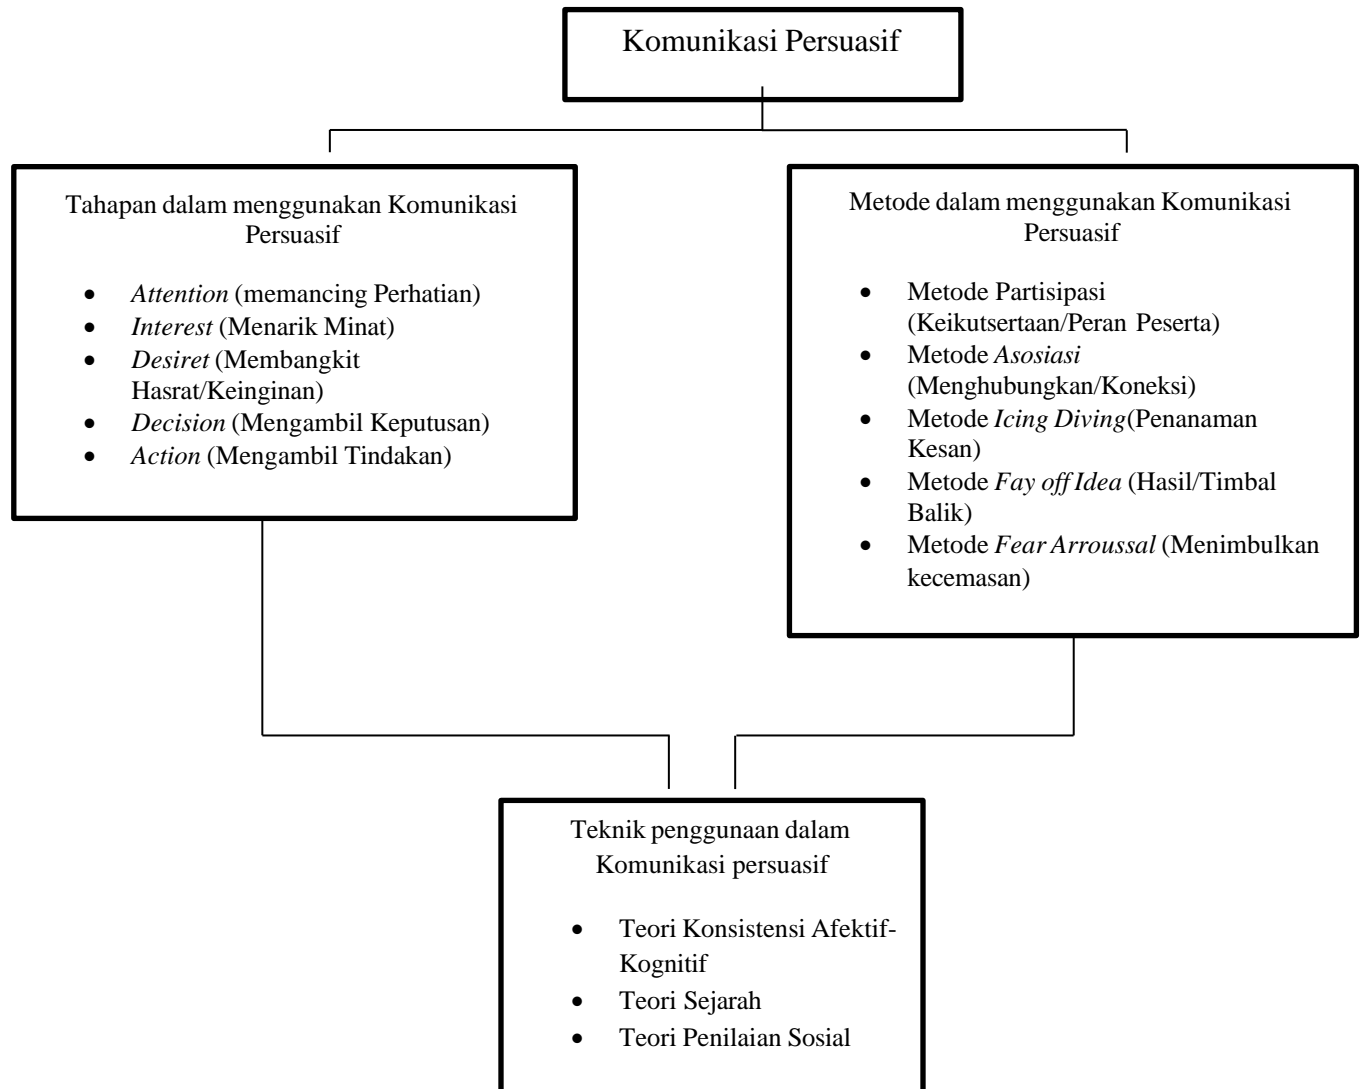 Komunikasi Persuasif
Tahapan dalam menggunakan Komunikasi
Persuasif
• Attention (memancing Perhatian)
• Interest (Menarik Minat)
• Desiret (Membangkit
Hasrat/Keinginan)
• Decision (Mengambil Keputusan)
• Action (Mengambil Tindakan)
Metode dalam menggunakan Komunikasi
Persuasif
• Metode Partisipasi
(Keikutsertaan/Peran Peserta)
• Metode Asosiasi
(Menghubungkan/Koneksi)
• Metode Icing Diving(Penanaman
Kesan)
• Metode Fay off Idea (Hasil/Timbal
Balik)
• Metode Fear Arroussal (Menimbulkan
kecemasan)
Teknik penggunaan dalam
Komunikasi persuasif
• Teori Konsistensi Afektif-
Kognitif
• Teori Sejarah
• Teori Penilaian Sosial